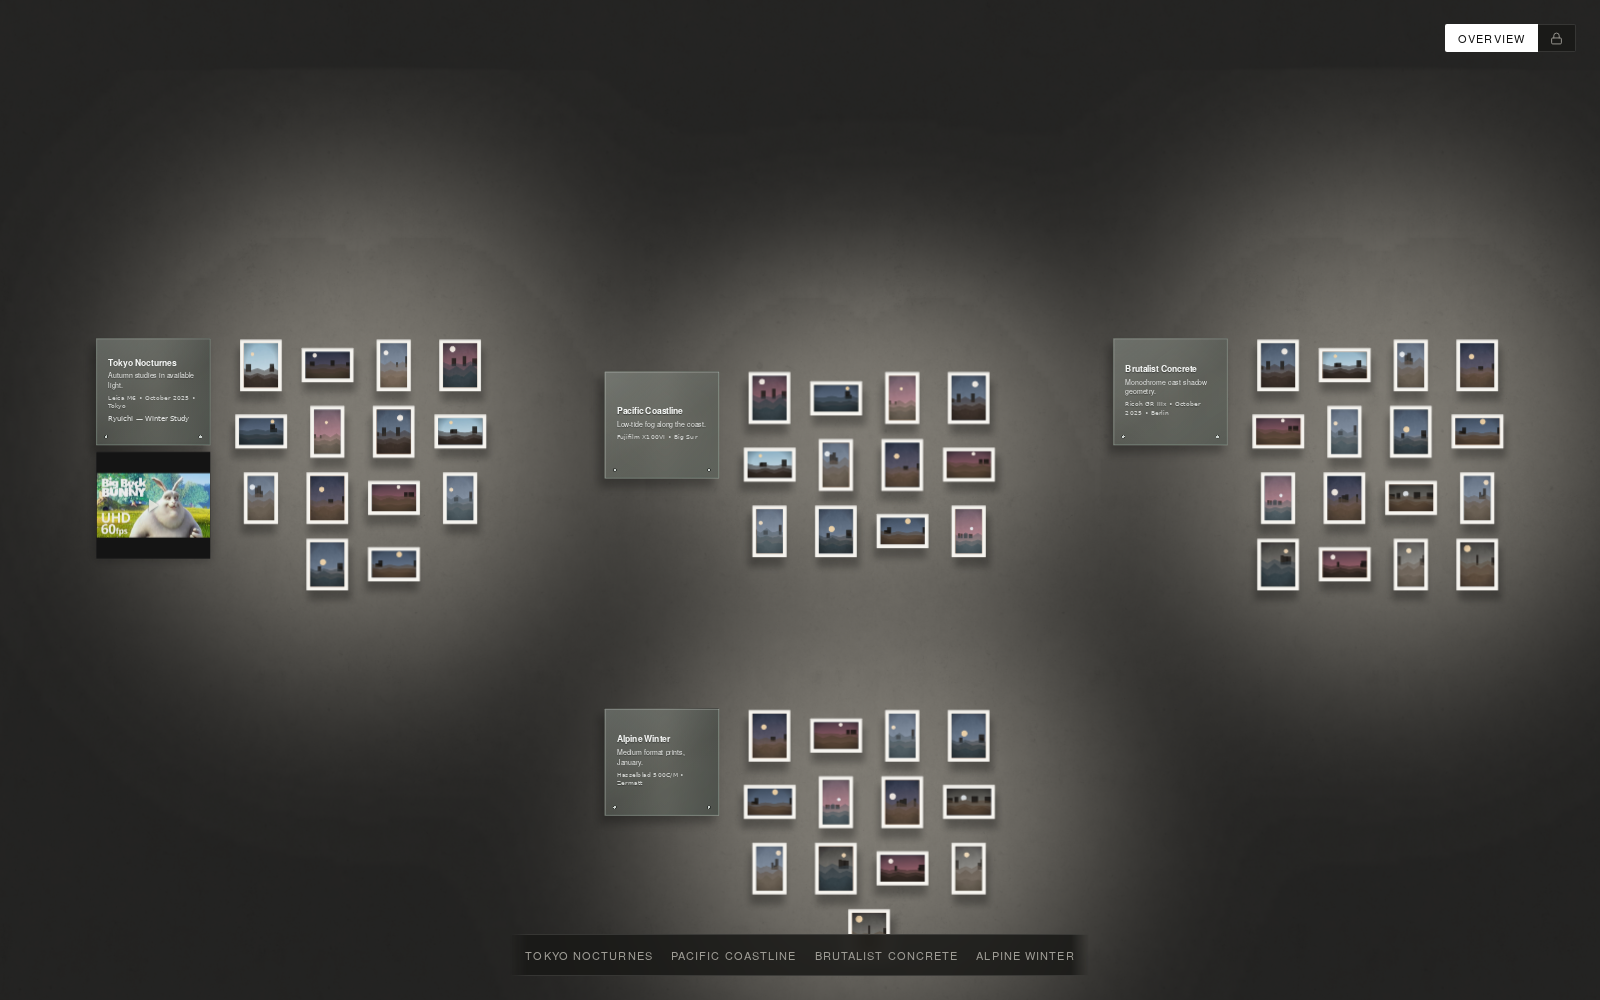 OVERVIEW
Tokyo Nocturnes
Autumn studies in available
light.
Leica M6 • October 2025 •
Tokyo
Ryuichi — Winter Study
Big Buck
BUNNY
UHD
60fps
Pacific Coastline
Low-tide fog along the coast.
Fujifilm X100VI • Big Sur
Brutalist Concrete
Monochrome cast shadow
geometry.
Ricoh GR IIIx • October
2025 • Berlin
Alpine Winter
Medium format prints,
January.
Hasselblad 500C/M •
Zermatt
TOKYO NOCTURNES PACIFIC COASTLINE BRUTALIST CONCRETE ALPINE WINTER